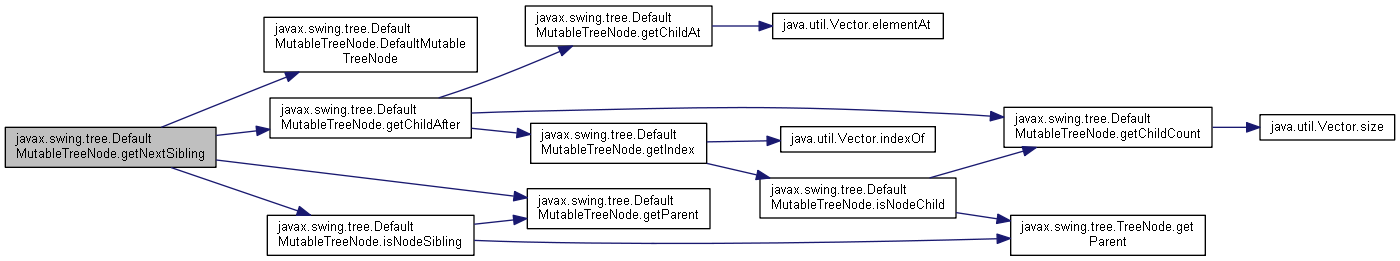 javax.swing.tree.Default
MutableTreeNode.getNextSibling
javax.swing.tree.Default
MutableTreeNode.DefaultMutable
TreeNode
javax.swing.tree.Default
MutableTreeNode.getChildAfter
javax.swing.tree.Default
MutableTreeNode.getChildAt
java.util.Vector.elementAt
javax.swing.tree.Default
MutableTreeNode.getIndex
java.util.Vector.indexOf
javax.swing.tree.Default
MutableTreeNode.getChildCount
java.util.Vector.size
javax.swing.tree.Default
MutableTreeNode.isNodeChild
javax.swing.tree.Default
MutableTreeNode.getParent
javax.swing.tree.Default
MutableTreeNode.isNodeSibling
javax.swing.tree.TreeNode.get
Parent